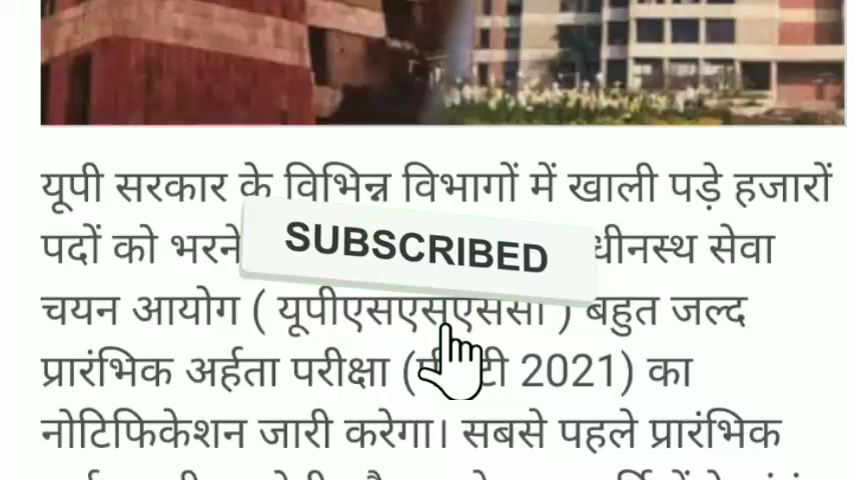 यूपी सरकार के विभिन्न विभागों में खाली पड़े हजारों
पदों को भरने
SUBSCRIBED
सेवा
चयन आयोग ( यूपीएसएसएससी ) बहुत जल्द
प्रारंभिक अर्हता परीक्षा ( 2021) का
नोटिफिकेशन जारी करेगा। सबसे पहले प्रारंभिक